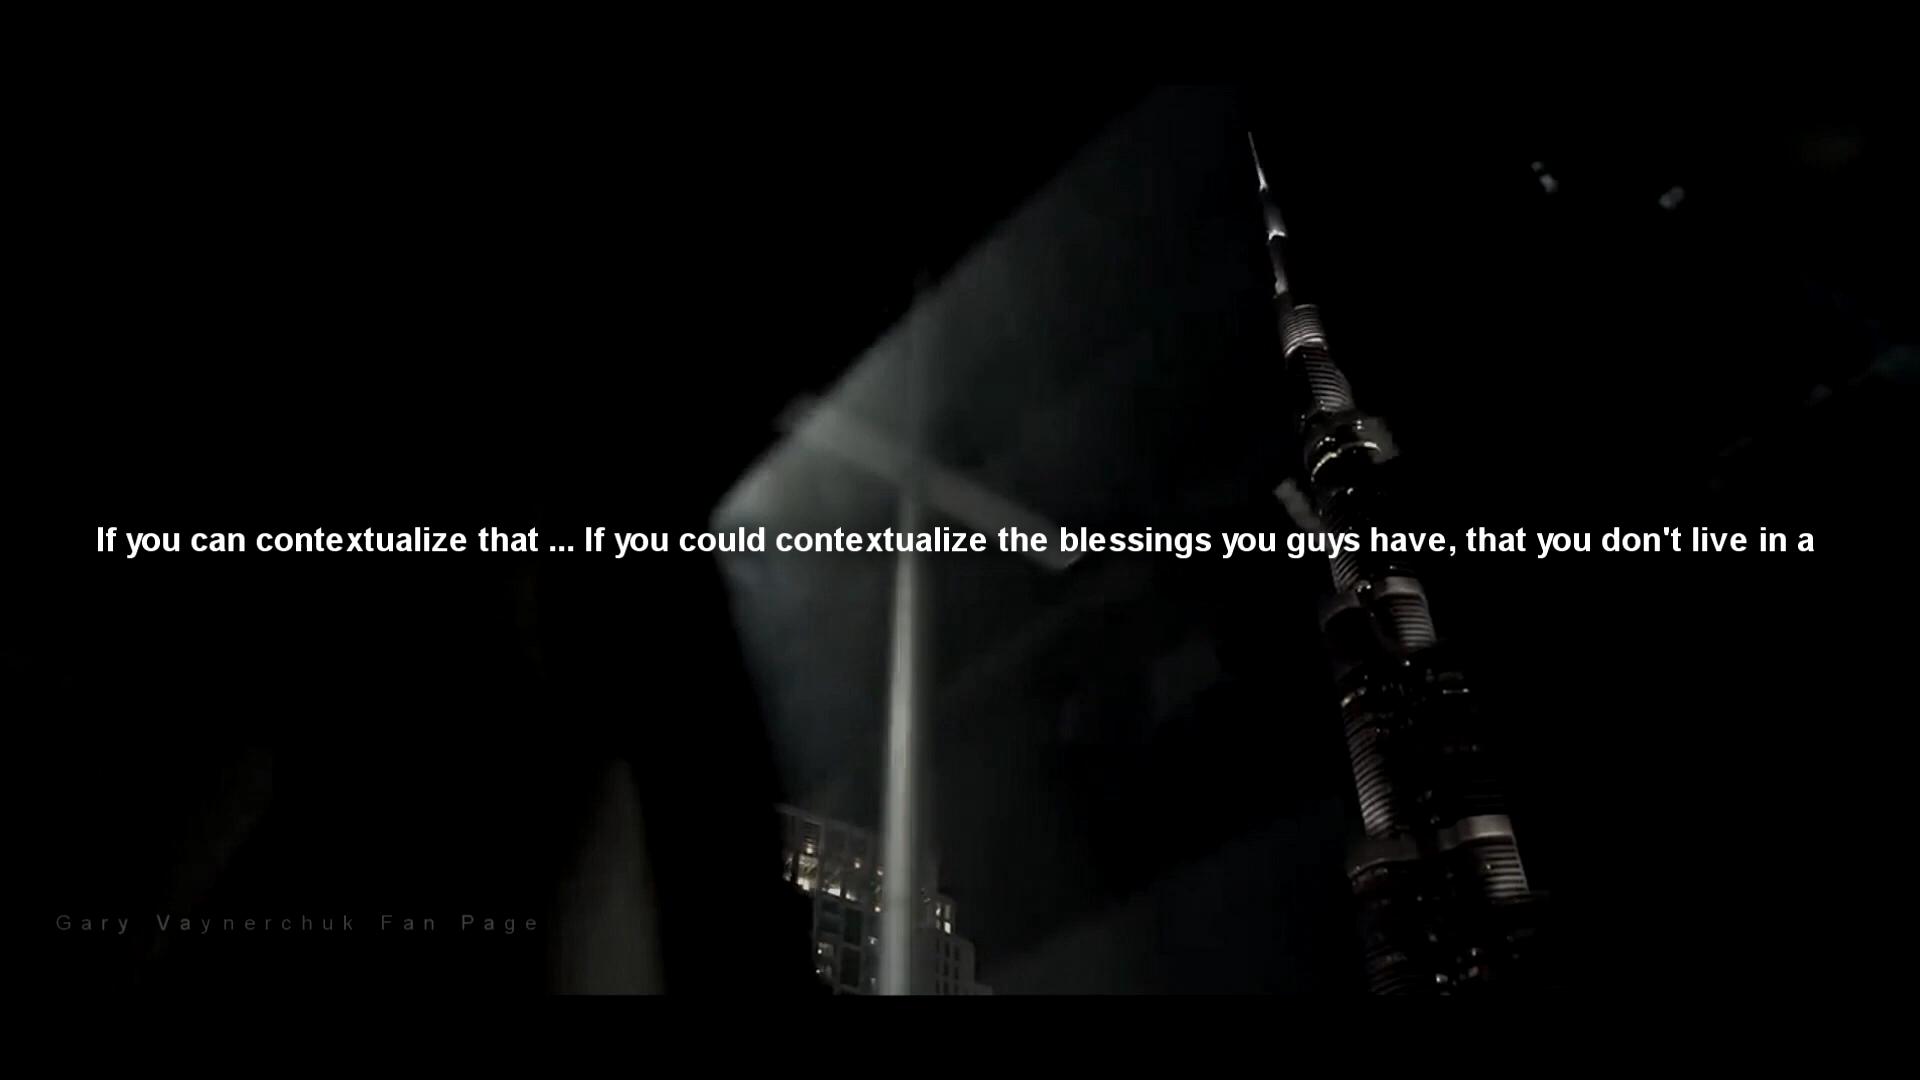 If you can contextualize that ... If you could contextualize the blessings you guys have, that you don't live in a
Gary Vaynerchuk Fan Page